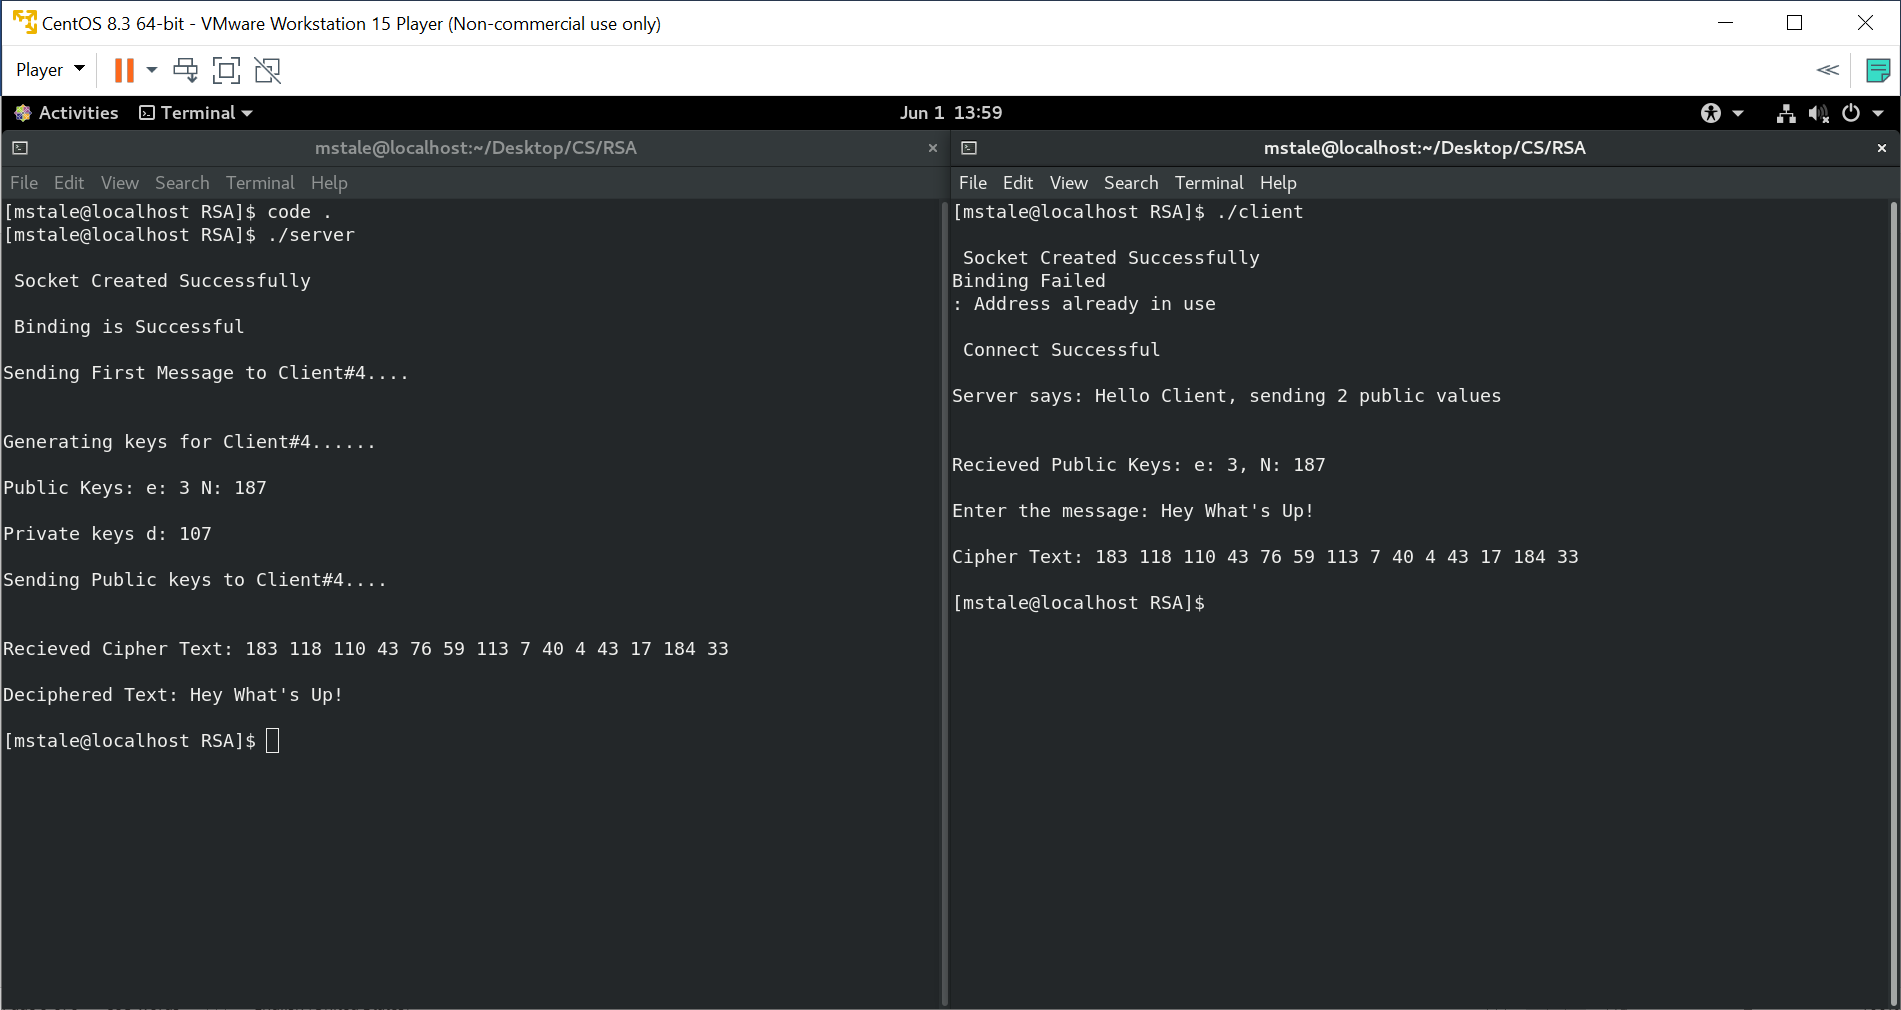 CentOS 8.3 64-bit - VMware Workstation 15 Player (Non-commercial use only)
Player
Activities Terminal Jun 1 13:59
mstale@localhost:~/Desktop/CS/RSA
File Edit View Search Terminal Help
[mstale@localhost RSA]$ code .
[mstale@localhost RSA]$ ./server
Socket Created Successfully
Binding is Successful
Sending First Message to Client#4....
Generating keys for Client#4......
Public Keys: e: 3 N: 187
Private keys d: 107
Sending Public keys to Client#4....
Recieved Cipher Text: 183 118 110 43 76 59 113 7 40 4 43 17 184 33
Deciphered Text: Hey What's Up!
[mstale@localhost RSA]$
mstale@localhost:~/Desktop/CS/RSA
File Edit View Search Terminal Help
[mstale@localhost RSA]$ ./client
Socket Created Successfully
Binding Failed
: Address already in use
Connect Successful
Server says: Hello Client, sending 2 public values
Recieved Public Keys: e: 3, N: 187
Enter the message: Hey What's Up!
Cipher Text: 183 118 110 43 76 59 113 7 40 4 43 17 184 33
[mstale@localhost RSA]$